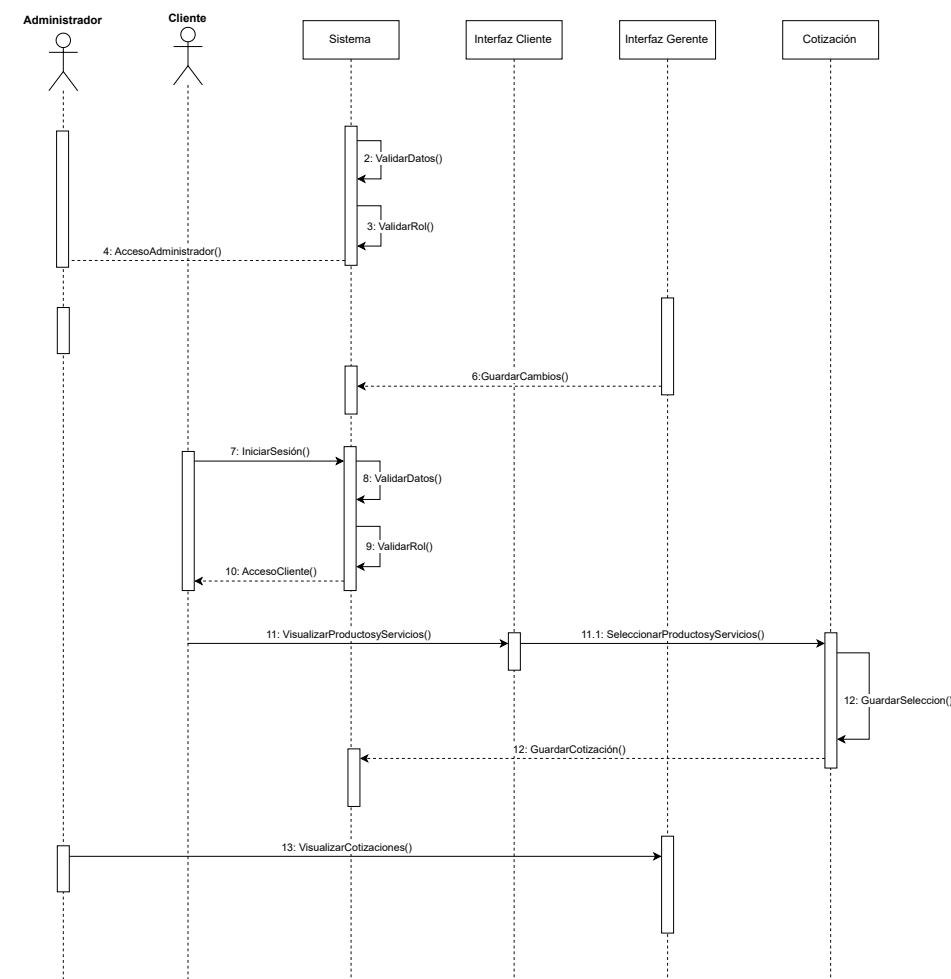 Administrador
Cliente
Sistema
Interfaz Cliente
Interfaz Gerente
Cotización
2: ValidarDatos()
3: ValidarRol()
4: AccesoAdministrador()
6:GuardarCambios()
7: IniciarSesión()
8: ValidarDatos()
9: ValidarRol()
10: AccesoCliente()
11: VisualizarProductosyServicios()
11.1: SeleccionarProductosyServicios()
12: GuardarSeleccion()
12: GuardarCotización()
13: VisualizarCotizaciones()